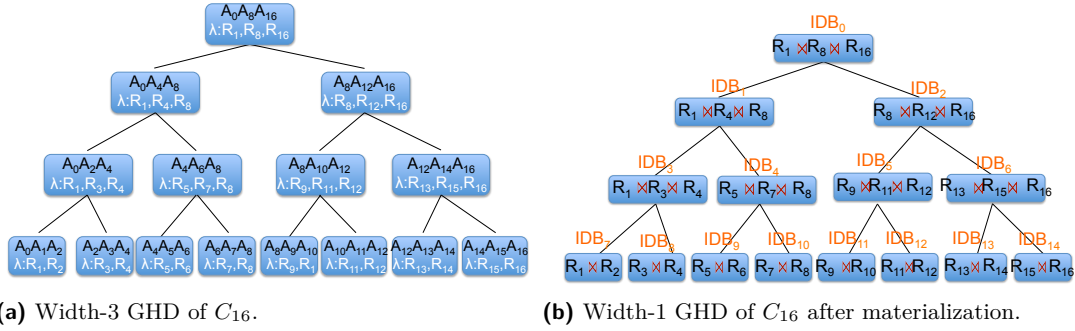 A₀A₈A₁₆
λ:R₁,R₈,R₁₆
A₀A₄A₈
λ:R₁,R₄,R₈
A₈A₁₂A₁₆
λ:R₈,R₁₂,R₁₆
A₀A₂A₄
λ:R₁,R₃,R₄
A₄A₆A₈
λ:R₅,R₇,R₈
A₈A₁₀A₁₂
λ:R₉,R₁₁,R₁₂
A₁₂A₁₄A₁₆
λ:R₁₃,R₁₅,R₁₆
A₀A₁A₂
λ:R₁,R₂
A₂A₃A₄
λ:R₃,R₄
A₄A₅A₆
λ:R₅,R₆
A₆A₇A₈
λ:R₇,R₈
A₈A₉A₁₀
λ:R₉,R₁
A₁₀A₁₁A₁₂
λ:R₁₁,R₁₂
A₁₂A₁₃A₁₄
λ:R₁₃,R₁₄
A₁₄A₁₅A₁₆
λ:R₁₅,R₁₆
(a) Width-3 GHD of C₁₆.
IDB₀
R₁ ⋈ R₈ ⋈ R₁₆
IDB₁
R₁ ⋈ R₄ ⋈ R₈
IDB₂
R₈ ⋈ R₁₂ ⋈ R₁₆
IDB₃
R₁ ⋈ R₃ ⋈ R₄
IDB₄
R₅ ⋈ R₇ ⋈ R₈
IDB₅
R₉ ⋈ R₁₁ ⋈ R₁₂
IDB₆
R₁₃ ⋈ R₁₅ ⋈ R₁₆
IDB₇
R₁ ⋈ R₂
IDB₈
R₃ ⋈ R₄
IDB₉
R₅ ⋈ R₆
IDB₁₀
R₇ ⋈ R₈
IDB₁₁
R₉ ⋈ R₁₀
IDB₁₂
R₁₁ ⋈ R₁₂
IDB₁₃
R₁₃ ⋈ R₁₄
IDB₁₄
R₁₅ ⋈ R₁₆
(b) Width-1 GHD of C₁₆ after materialization.